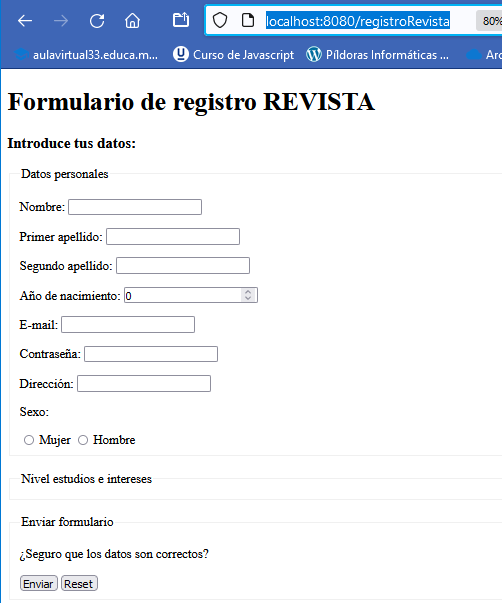 localhost:8080/registroRevista 80%
aulavirtual33.educa.m... Curso de Javascript Píldoras Informáticas ... Arc
Formulario de registro REVISTA
Introduce tus datos:
Datos personales
Nombre:
Primer apellido:
Segundo apellido:
Año de nacimiento: 0
E-mail:
Contraseña:
Dirección:
Sexo:
Mujer Hombre
Nivel estudios e intereses
Enviar formulario
¿Seguro que los datos son correctos?
Enviar Reset